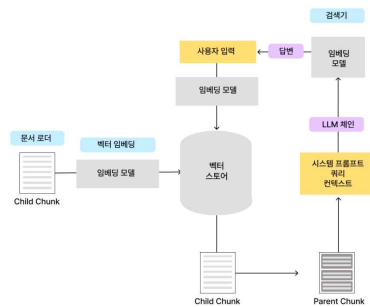 검색기
사용자 입력
답변
임베딩
모델
임베딩 모델
LLM 체인
문서 로더
벡터 임베딩
임베딩 모델
벡터
스토어
시스템 프롬프트
쿼리
컨텍스트
Child Chunk
Child Chunk
Parent Chunk